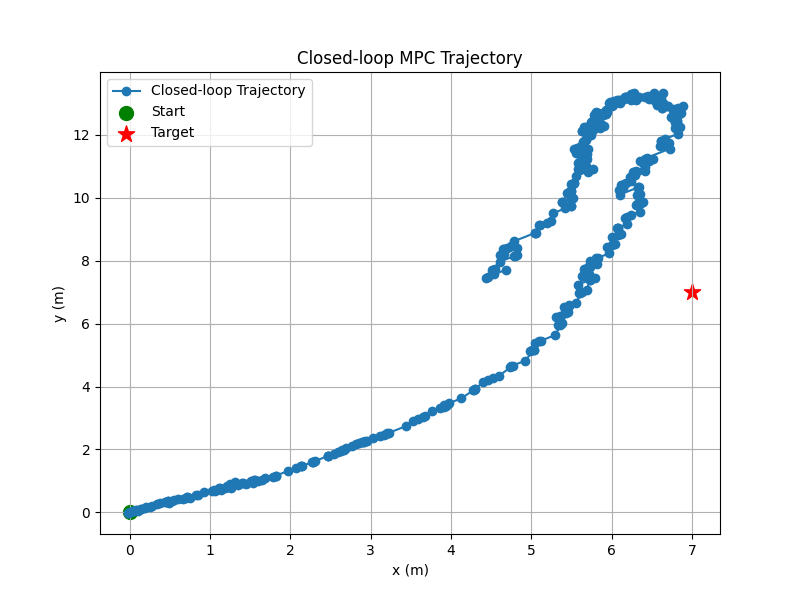 Closed-loop MPC Trajectory
Closed-loop Trajectory
Start
Target
12
10
8
6
4
2
0
y (m)
0 1 2 3 4 5 6 7
x (m)